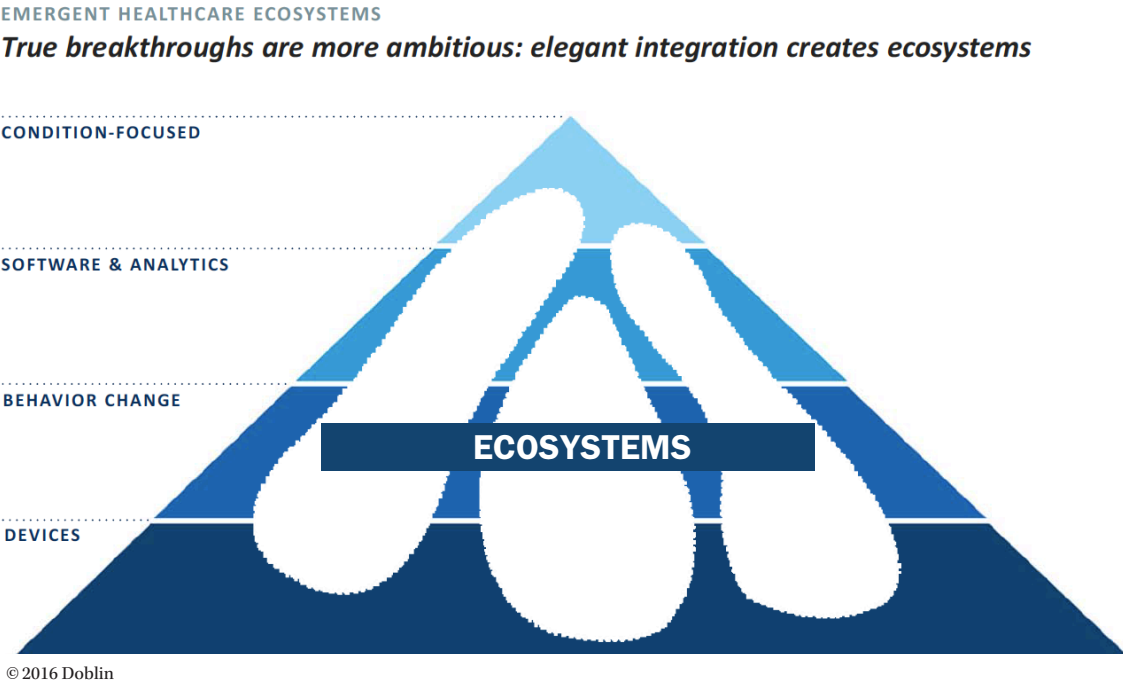 EMERGENT HEALTHCARE ECOSYSTEMS
True breakthroughs are more ambitious: elegant integration creates ecosystems
CONDITION-FOCUSED
SOFTWARE & ANALYTICS
BEHAVIOR CHANGE
ECOSYSTEMS
DEVICES
© 2016 Doblin